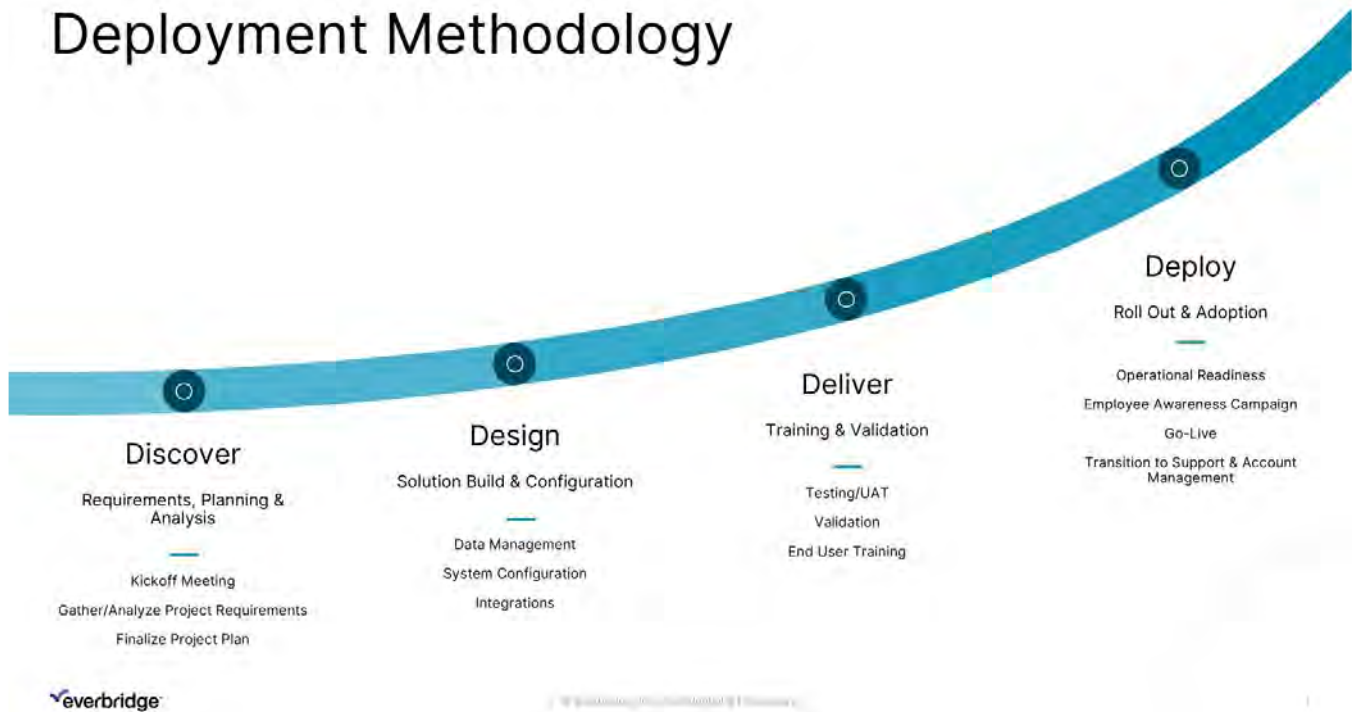 Deployment Methodology
Discover
Requirements, Planning &
Analysis
Kickoff Meeting
Gather/Analyze Project Requirements
Finalize Project Plan
Design
Solution Build & Configuration
Data Management
System Configuration
Integrations
Deliver
Training & Validation
Testing/UAT
Validation
End User Training
Deploy
Roll Out & Adoption
Operational Readiness
Employee Awareness Campaign
Go-Live
Transition to Support & Account
Management
everbridge